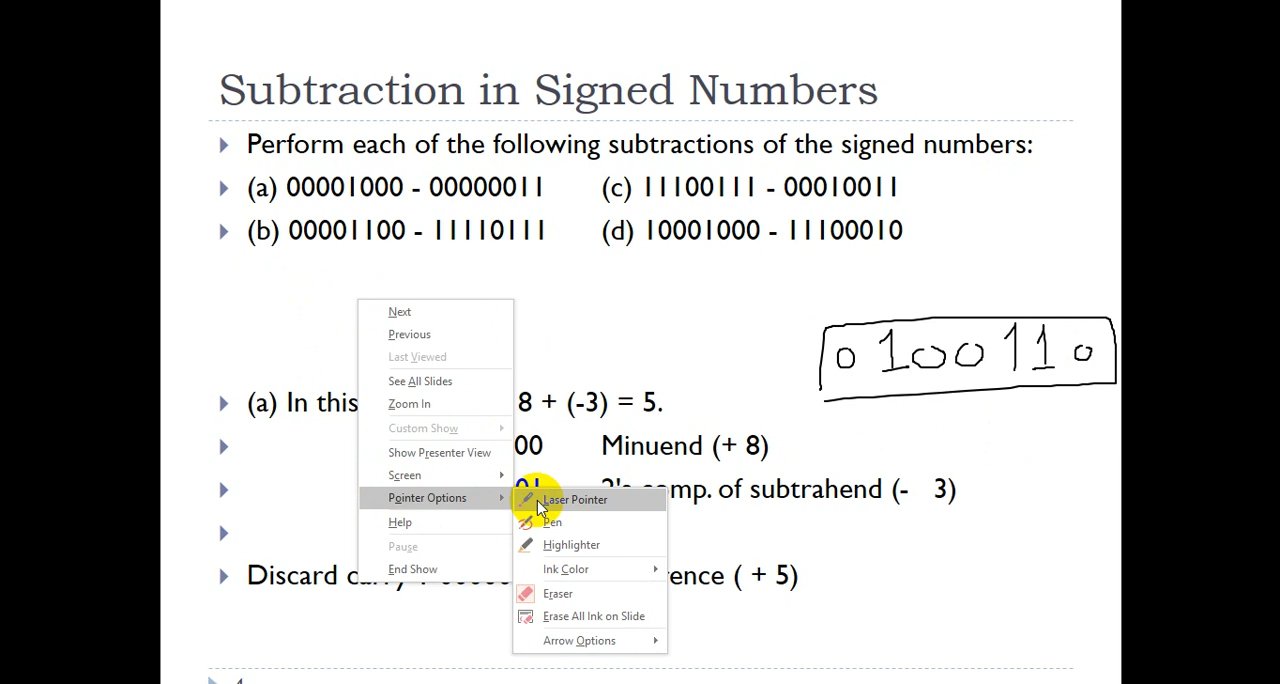 Subtraction in Signed Numbers
Perform each of the following subtractions of the signed numbers:
(a) 00001000 - 00000011 (c) 11100111 - 00010011
(b) 00001100 - 11110111 (d) 10001000 - 11100010
0100110
(a) In this 8 + (-3) = 5.
00 Minuend (+ 8)
01 2's comp. of subtrahend (- 3)
Discard carry ( + 5)
Next
Previous
Last Viewed
See All Slides
Zoom In
Custom Show
Show Presenter View
Screen
Pointer Options
Help
Pause
End Show
Laser Pointer
Pen
Highlighter
Ink Color
Eraser
Erase All Ink on Slide
Arrow Options